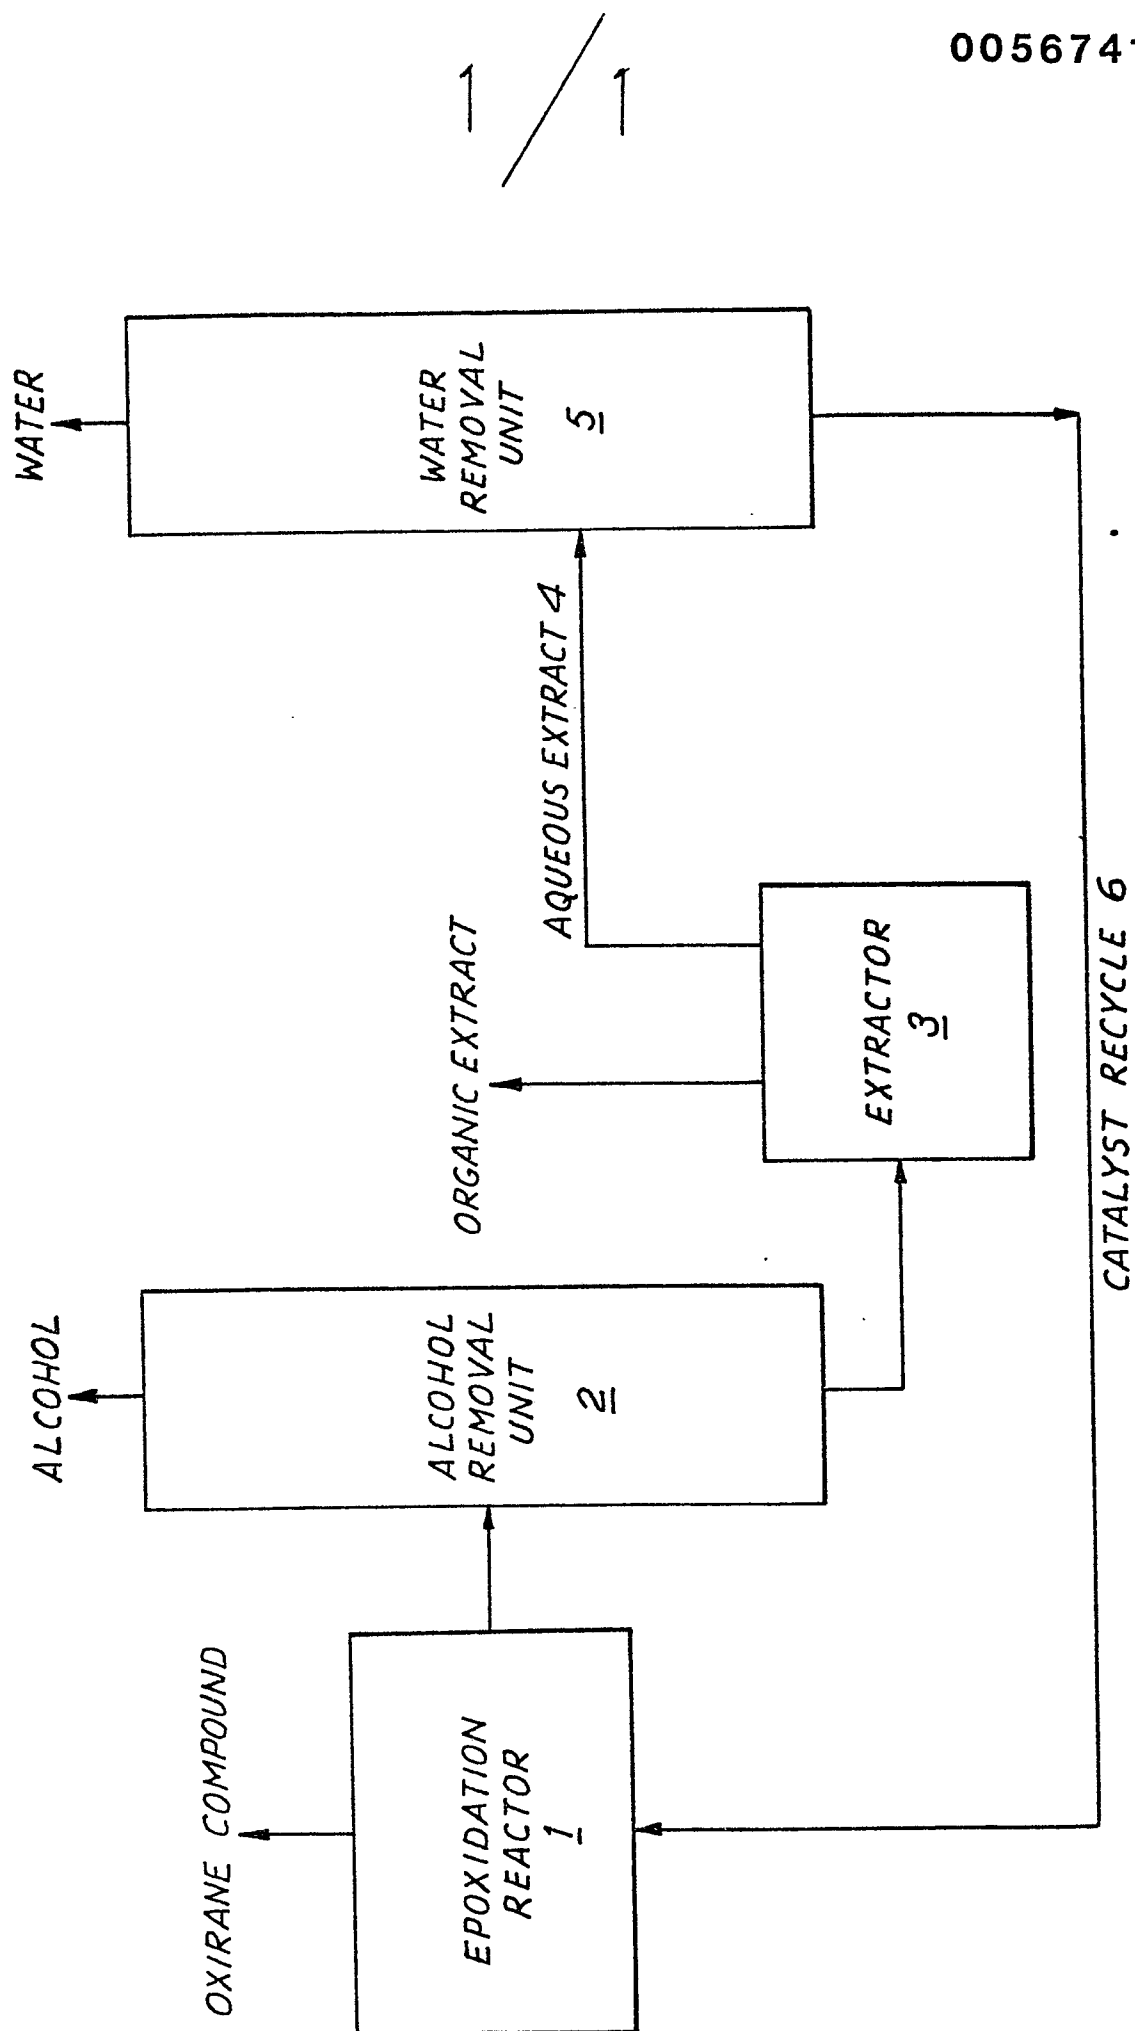 0056741
1/1
OXIRANE COMPOUND
EPOXIDATION
REACTOR
1
ALCOHOL
ALCOHOL
REMOVAL
UNIT
2
ORGANIC EXTRACT
EXTRACTOR
3
AQUEOUS EXTRACT 4
WATER
WATER
REMOVAL
UNIT
5
CATALYST RECYCLE 6